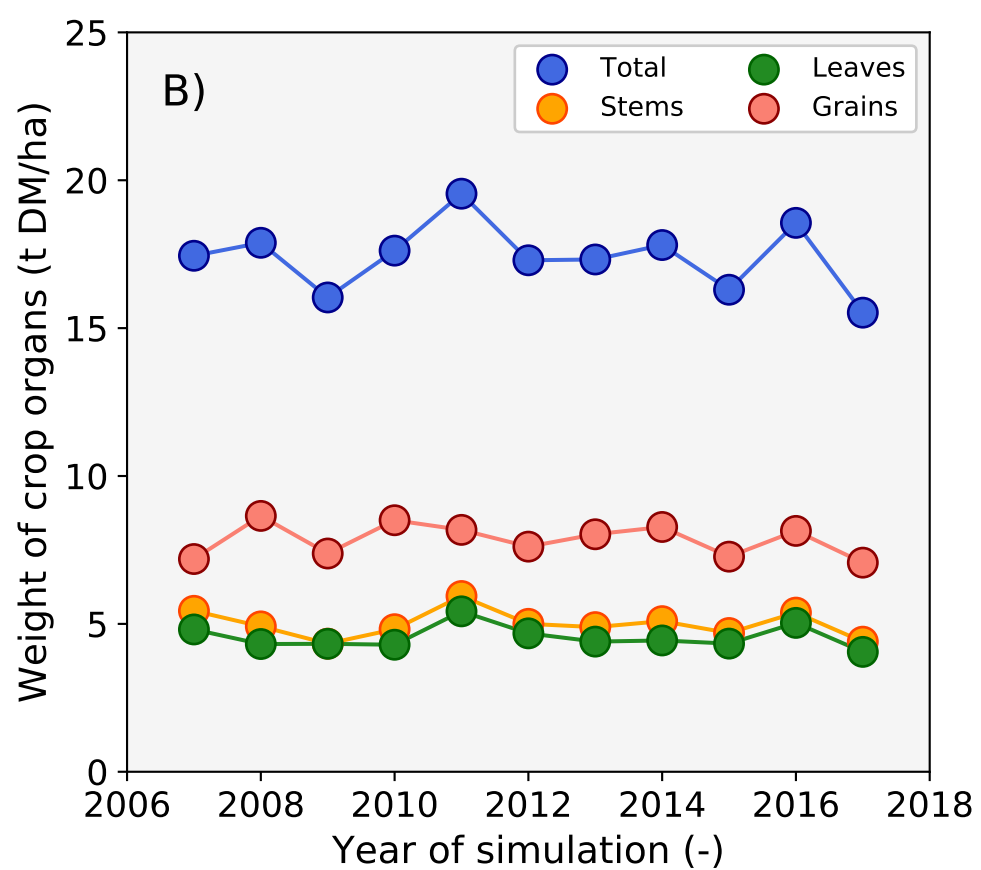 25
B)
Total
Leaves
Stems
Grains
20
15
10
5
0
2006 2008 2010 2012 2014 2016 2018
Year of simulation (-)
Weight of crop organs (t DM/ha)